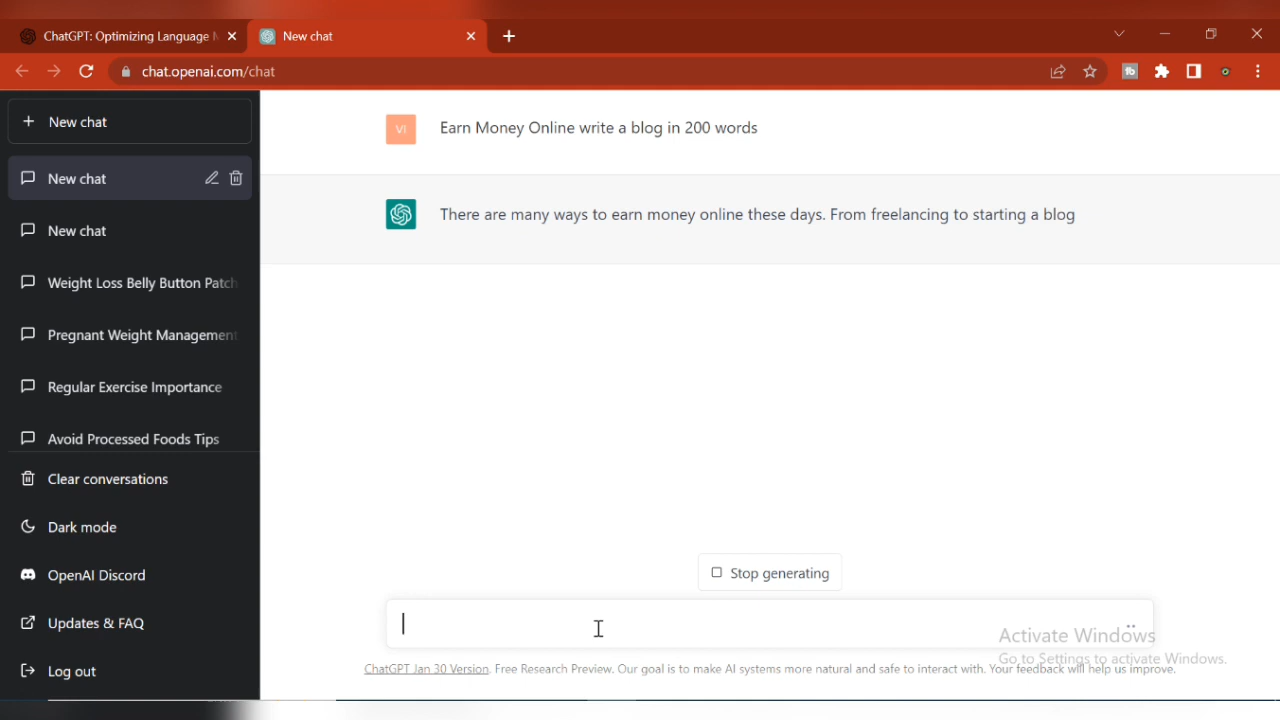 ChatGPT: Optimizing Language
New chat
chat.openai.com/chat
New chat
New chat
New chat
Weight Loss Belly Button Patch
Pregnant Weight Management
Regular Exercise Importance
Avoid Processed Foods Tips
Clear conversations
Dark mode
OpenAI Discord
Updates & FAQ
Log out
VI
Earn Money Online write a blog in 200 words
There are many ways to earn money online these days. From freelancing to starting a blog
Stop generating
Activate Windows
Go to Settings to activate Windows.
ChatGPT Jan 30 Version. Free Research Preview. Our goal is to make AI systems more natural and safe to interact with. Your feedback will help us improve.